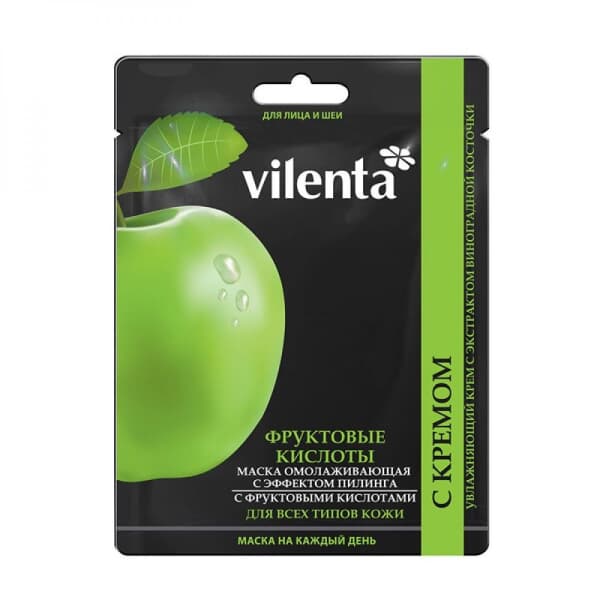 ДЛЯ ЛИЦА И ШЕИ
vilenta
ФРУКТОВЫЕ
КИСЛОТЫ
МАСКА ОМОЛАЖИВАЮЩАЯ
С ЭФФЕКТОМ ПИЛИНГА
С ФРУКТОВЫМИ КИСЛОТАМИ
ДЛЯ ВСЕХ ТИПОВ КОЖИ
МАСКА НА КАЖДЫЙ ДЕНЬ
С КРЕМОМ
УВЛАЖНЯЮЩИЙ КРЕМ С ЭКСТРАКТОМ ВИНОГРАДНОЙ КОСТОЧКИ